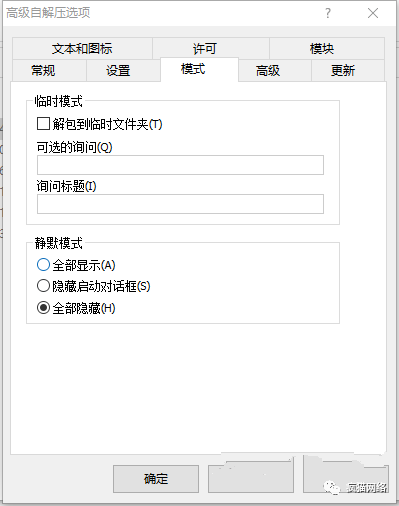 高级自解压选项
?
文本和图标 许可 模块
常规 设置 模式 高级 更新
临时模式
解包到临时文件夹(T)
可选的询问(Q)
询问标题(I)
静默模式
全部显示(A)
隐藏启动对话框(S)
全部隐藏(H)
确定
疯猫网络